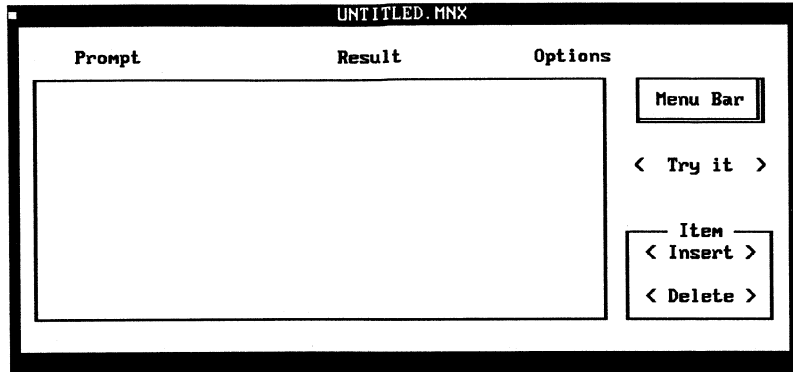 UNTITLED.MNX
Prompt Result Options
Menu Bar
< Try it >
Item
< Insert >
< Delete >